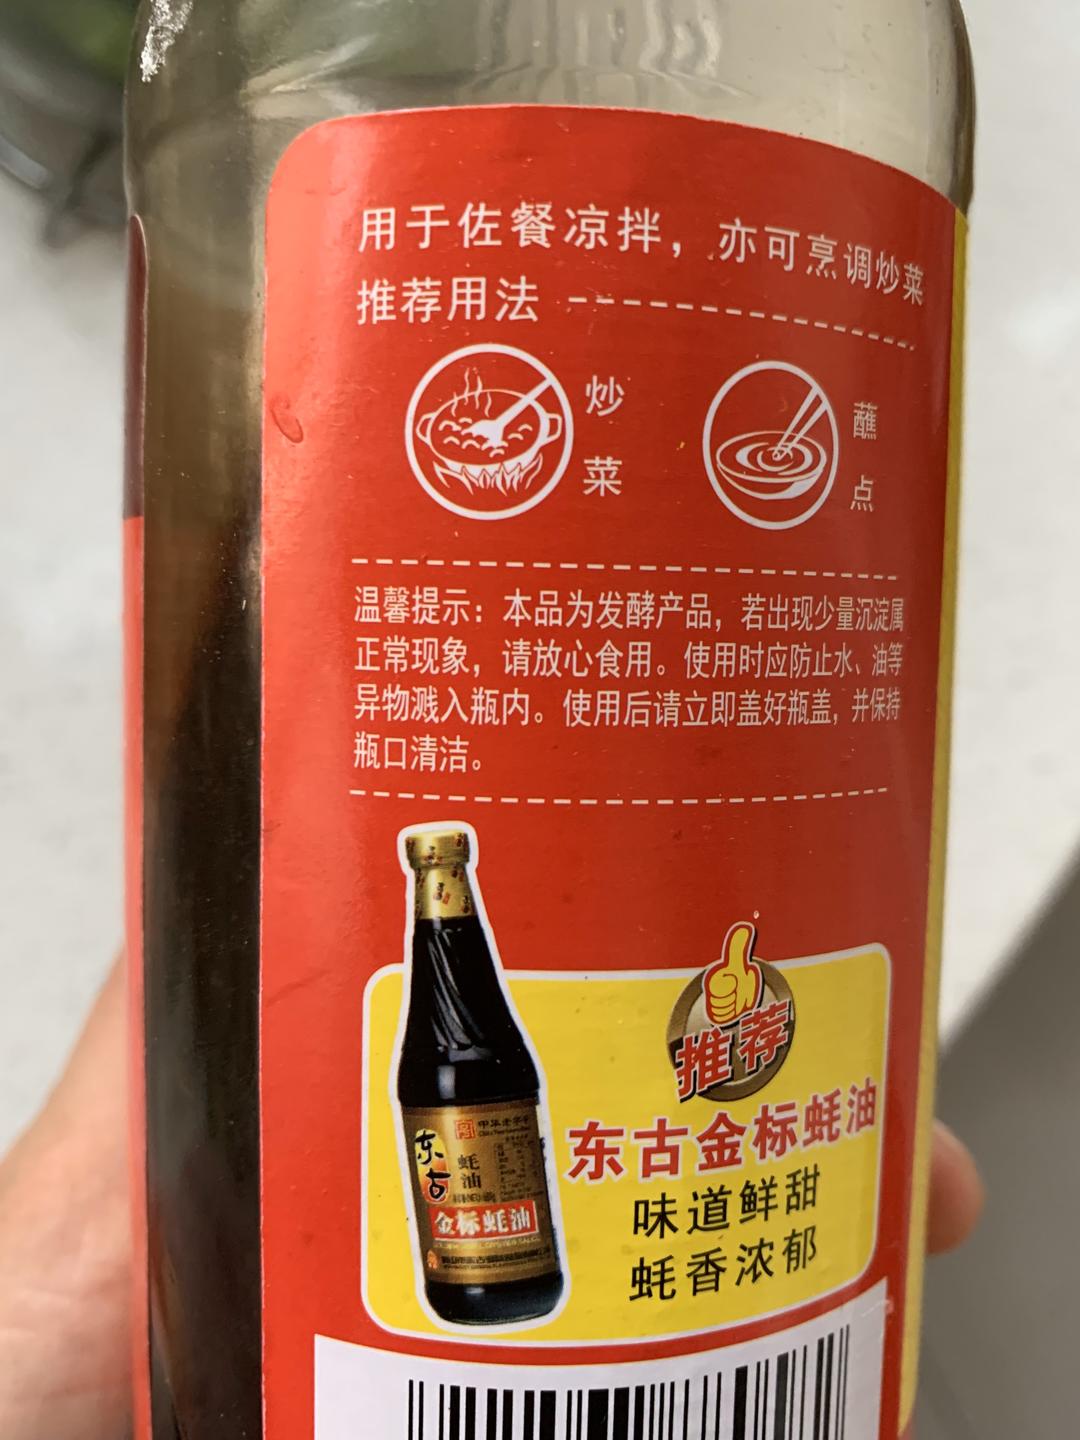 用于佐餐凉拌，亦可烹调炒菜
推荐用法
炒菜
蘸点
温馨提示：本品为发酵产品，若出现少量沉淀属
正常现象，请放心食用。使用时应防止水、油等
异物溅入瓶内。使用后请立即盖好瓶盖，并保持
瓶口清洁。
推荐
东古金标蚝油
味道鲜甜
蚝香浓郁
中华老字号
东古
蚝油
金标蚝油